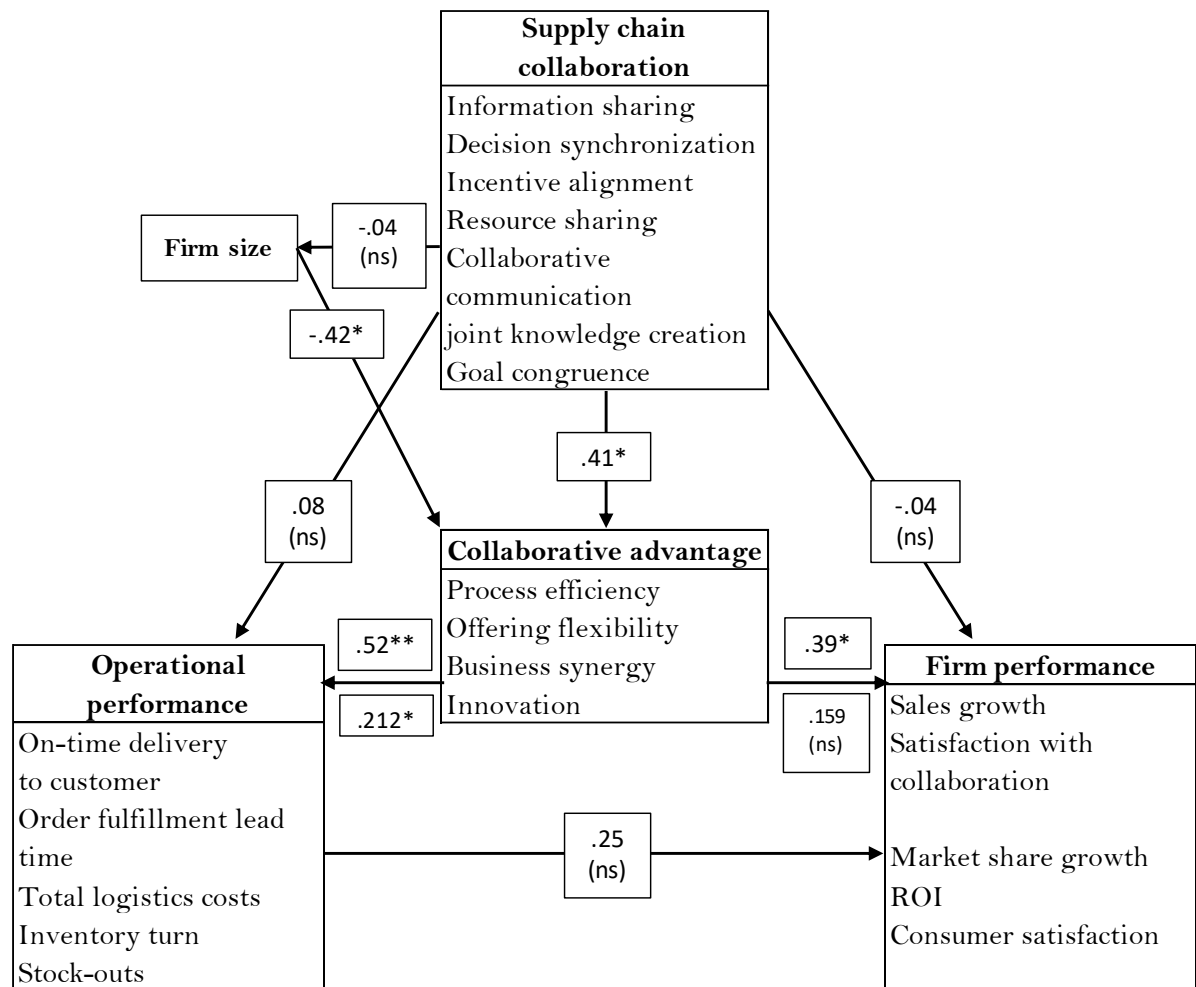 Supply chain
collaboration
Information sharing
Decision synchronization
Incentive alignment
Resource sharing
Collaborative
communication
joint knowledge creation
Goal congruence
Firm size
-.04
(ns)
-.42*
.41*
.08
(ns)
-.04
(ns)
Collaborative advantage
Process efficiency
Offering flexibility
Business synergy
Innovation
.52**
.212*
.39*
.159
(ns)
Operational
performance
On-time delivery
to customer
Order fulfillment lead
time
Total logistics costs
Inventory turn
Stock-outs
.25
(ns)
Firm performance
Sales growth
Satisfaction with
collaboration
Market share growth
ROI
Consumer satisfaction